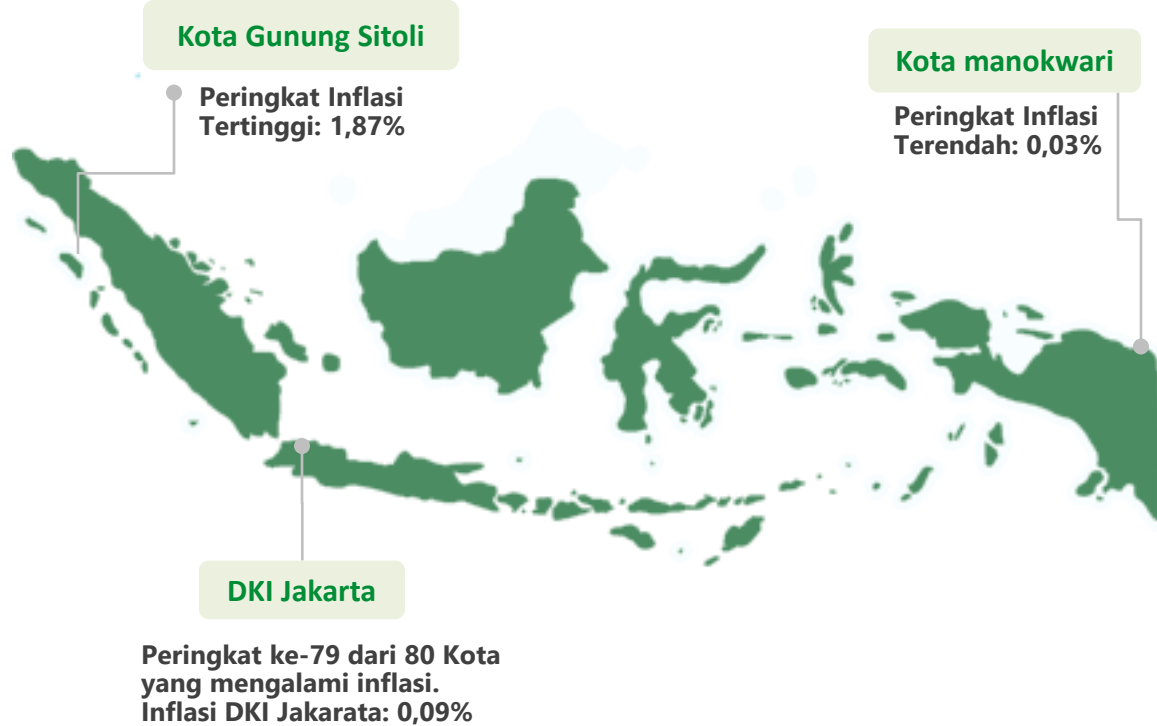 Kota Gunung Sitoli
Peringkat Inflasi
Tertinggi: 1,87%
Kota manokwari
Peringkat Inflasi
Terendah: 0,03%
DKI Jakarta
Peringkat ke-79 dari 80 Kota
yang mengalami inflasi.
Inflasi DKI Jakarata: 0,09%